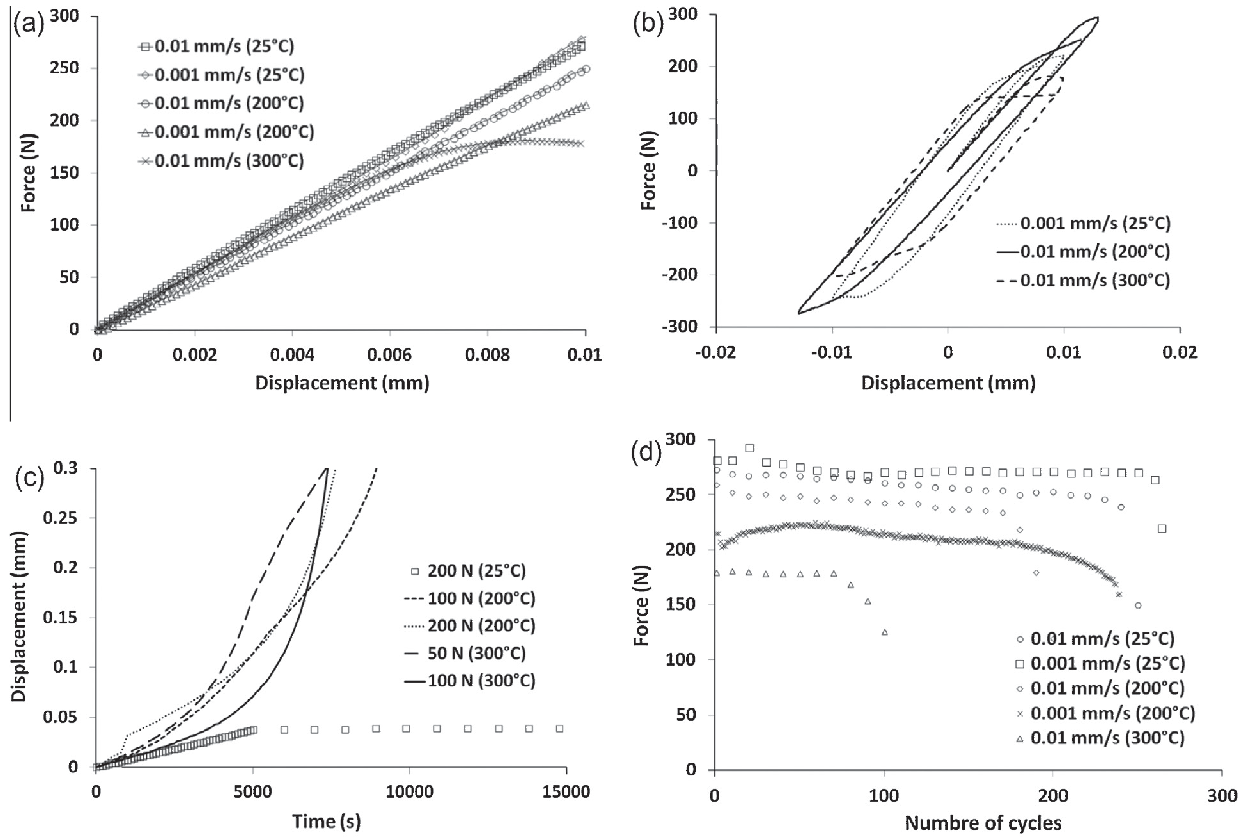 (a)
300
250
200
150
100
50
0
Force (N)
0.01 mm/s (25°C)
0.001 mm/s (25°C)
0.01 mm/s (200°C)
0.001 mm/s (200°C)
0.01 mm/s (300°C)
0 0.002 0.004 0.006 0.008 0.01
Displacement (mm)
(b)
300
200
100
0
-100
-200
-300
Force (N)
0.001 mm/s (25°C)
0.01 mm/s (200°C)
0.01 mm/s (300°C)
-0.02 -0.01 0 0.01 0.02
Displacement (mm)
(c)
0.3
0.25
0.2
0.15
0.1
0.05
0
Displacement (mm)
200 N (25°C)
100 N (200°C)
200 N (200°C)
50 N (300°C)
100 N (300°C)
0 5000 10000 15000
Time (s)
(d)
300
250
200
150
100
50
0
Force (N)
0.01 mm/s (25°C)
0.001 mm/s (25°C)
0.01 mm/s (200°C)
0.001 mm/s (200°C)
0.01 mm/s (300°C)
0 100 200 300
Numbre of cycles